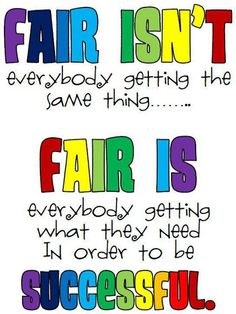 FAIR ISN'T
everybody getting the
same thing.......
FAIR IS
everybody getting
what they need
IN order to be
SUCCESSFUL.